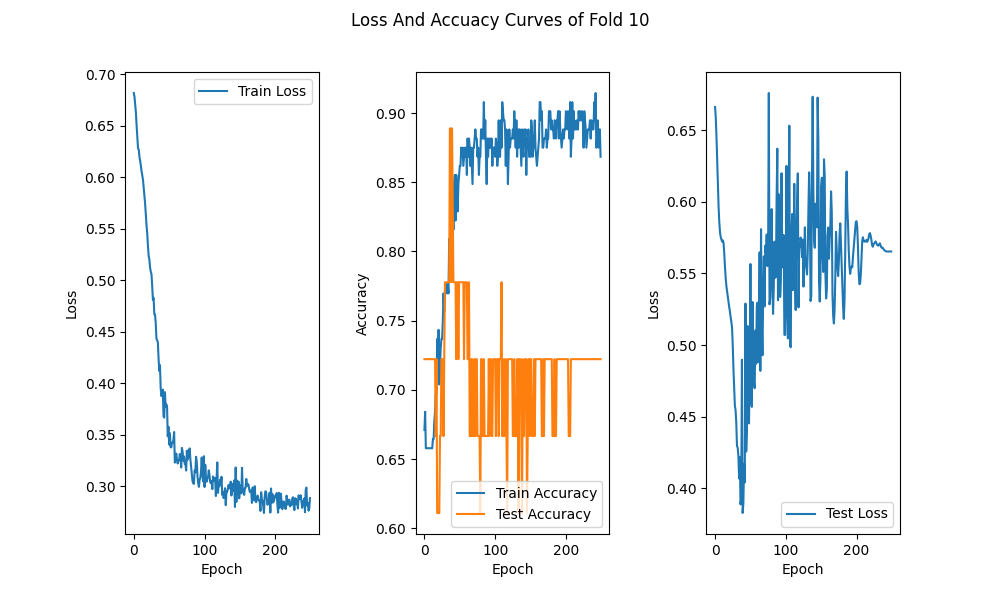 Loss And Accuacy Curves of Fold 10
0.70
0.65
0.60
0.55
0.50
0.45
0.40
0.35
0.30
Loss
0
100
200
Epoch
Train Loss
0.90
0.85
0.80
0.75
0.70
0.65
0.60
Accuracy
0
100
200
Epoch
Train Accuracy
Test Accuracy
0.65
0.60
0.55
0.50
0.45
0.40
Loss
0
100
200
Epoch
Test Loss